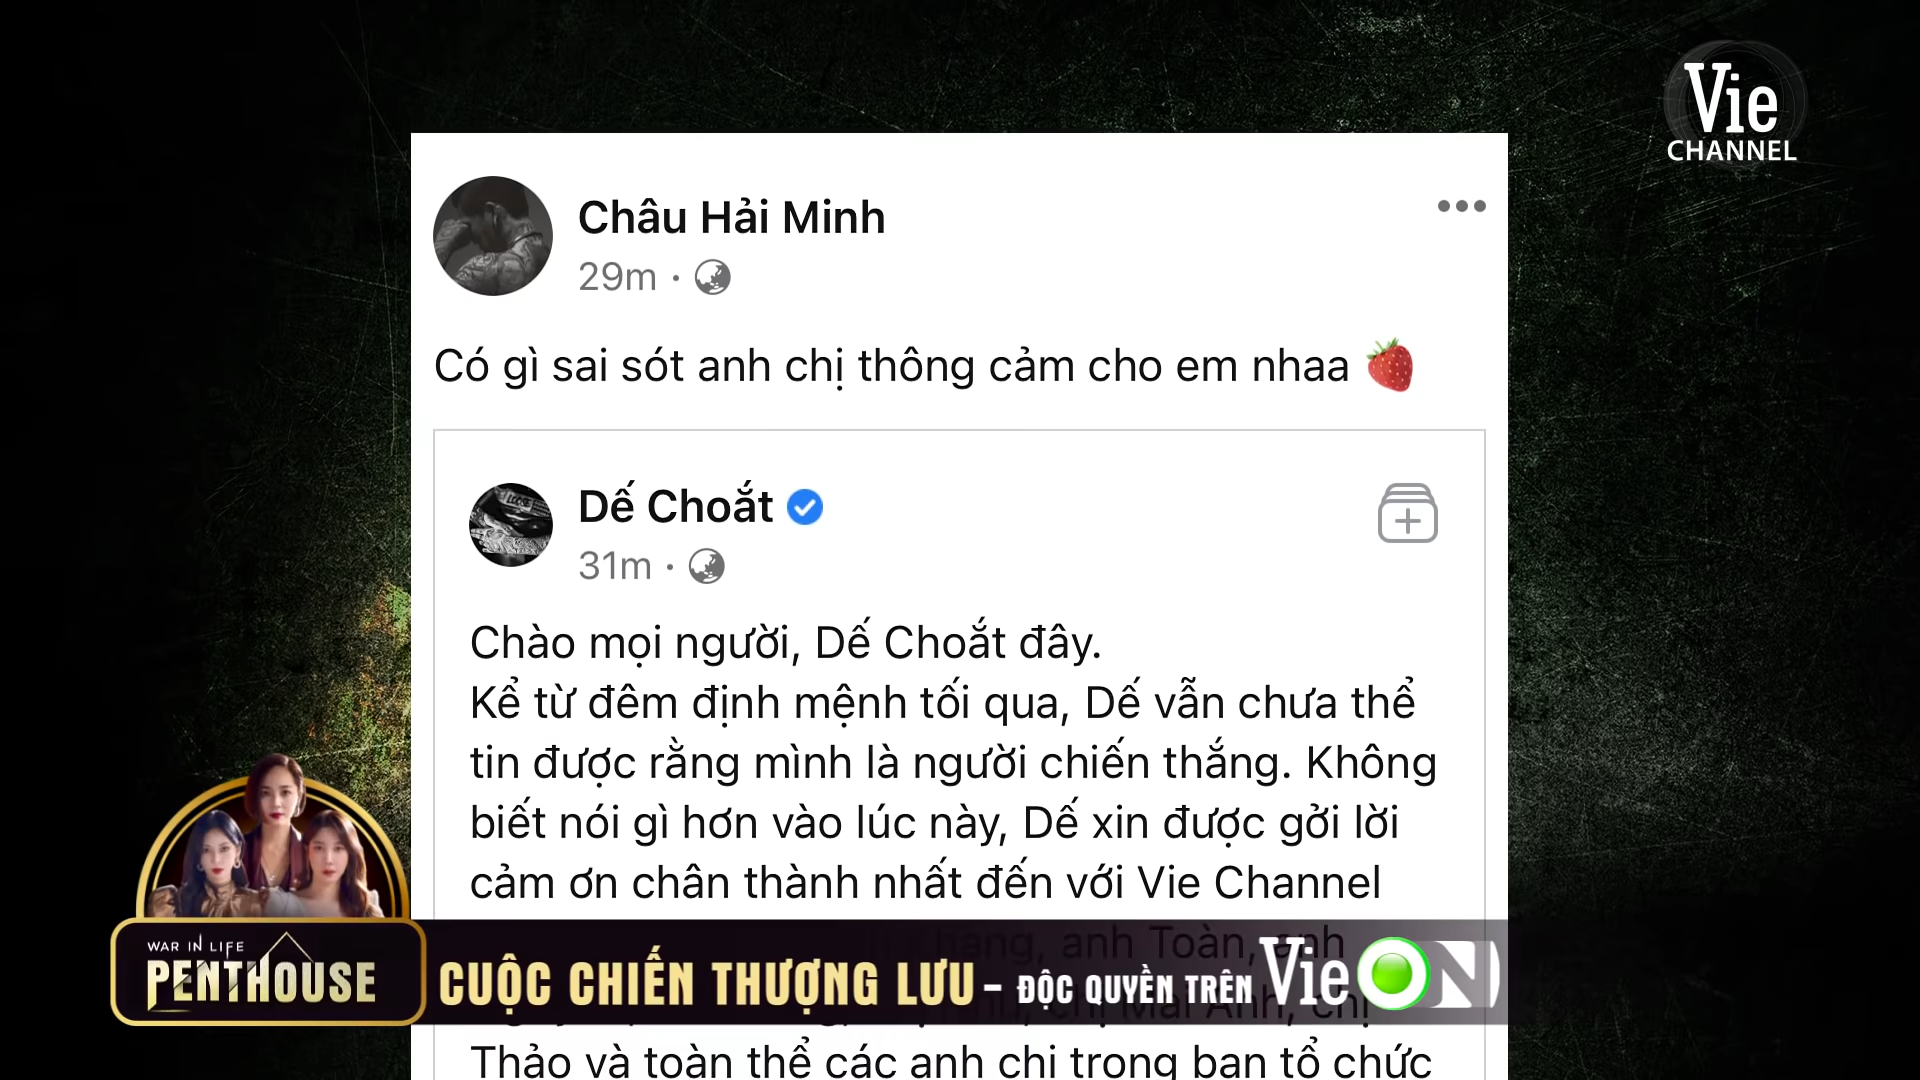 Vie
CHANNEL
Châu Hải Minh
29m
Có gì sai sót anh chị thông cảm cho em nhaa
Dế Choắt
31m
Chào mọi người, Dế Choắt đây.
Kể từ đêm định mệnh tối qua, Dế vẫn chưa thể
tin được rằng mình là người chiến thắng. Không
biết nói gì hơn vào lúc này, Dế xin được gởi lời
cảm ơn chân thành nhất đến với Vie Channel
anh Toàn, anh
chị Mai Anh, chị
Thảo và toàn thể các anh chị trong ban tổ chức
WAR IN LIFE
PENTHOUSE
CUỘC CHIẾN THƯỢNG LƯU - ĐỘC QUYỀN TRÊN VieON